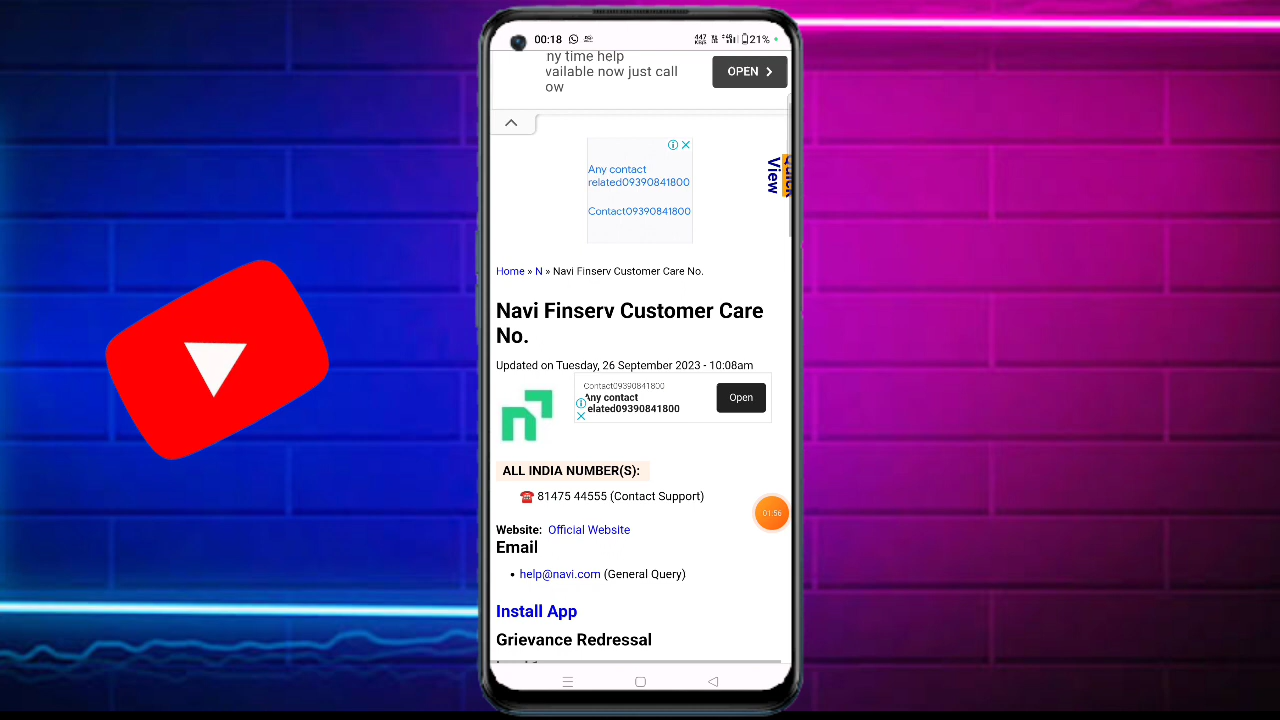 00:18
21%
ny time help
vailable now just call
ow
OPEN
Any contact
related09390841800
Contact09390841800
Quick
View
Home » N » Navi Finserv Customer Care No.
Navi Finserv Customer Care
No.
Updated on Tuesday, 26 September 2023 - 10:08am
Contact09390841800
Any contact
elated09390841800
Open
ALL INDIA NUMBER(S):
81475 44555 (Contact Support)
01:56
Website: Official Website
Email
• help@navi.com (General Query)
Install App
Grievance Redressal